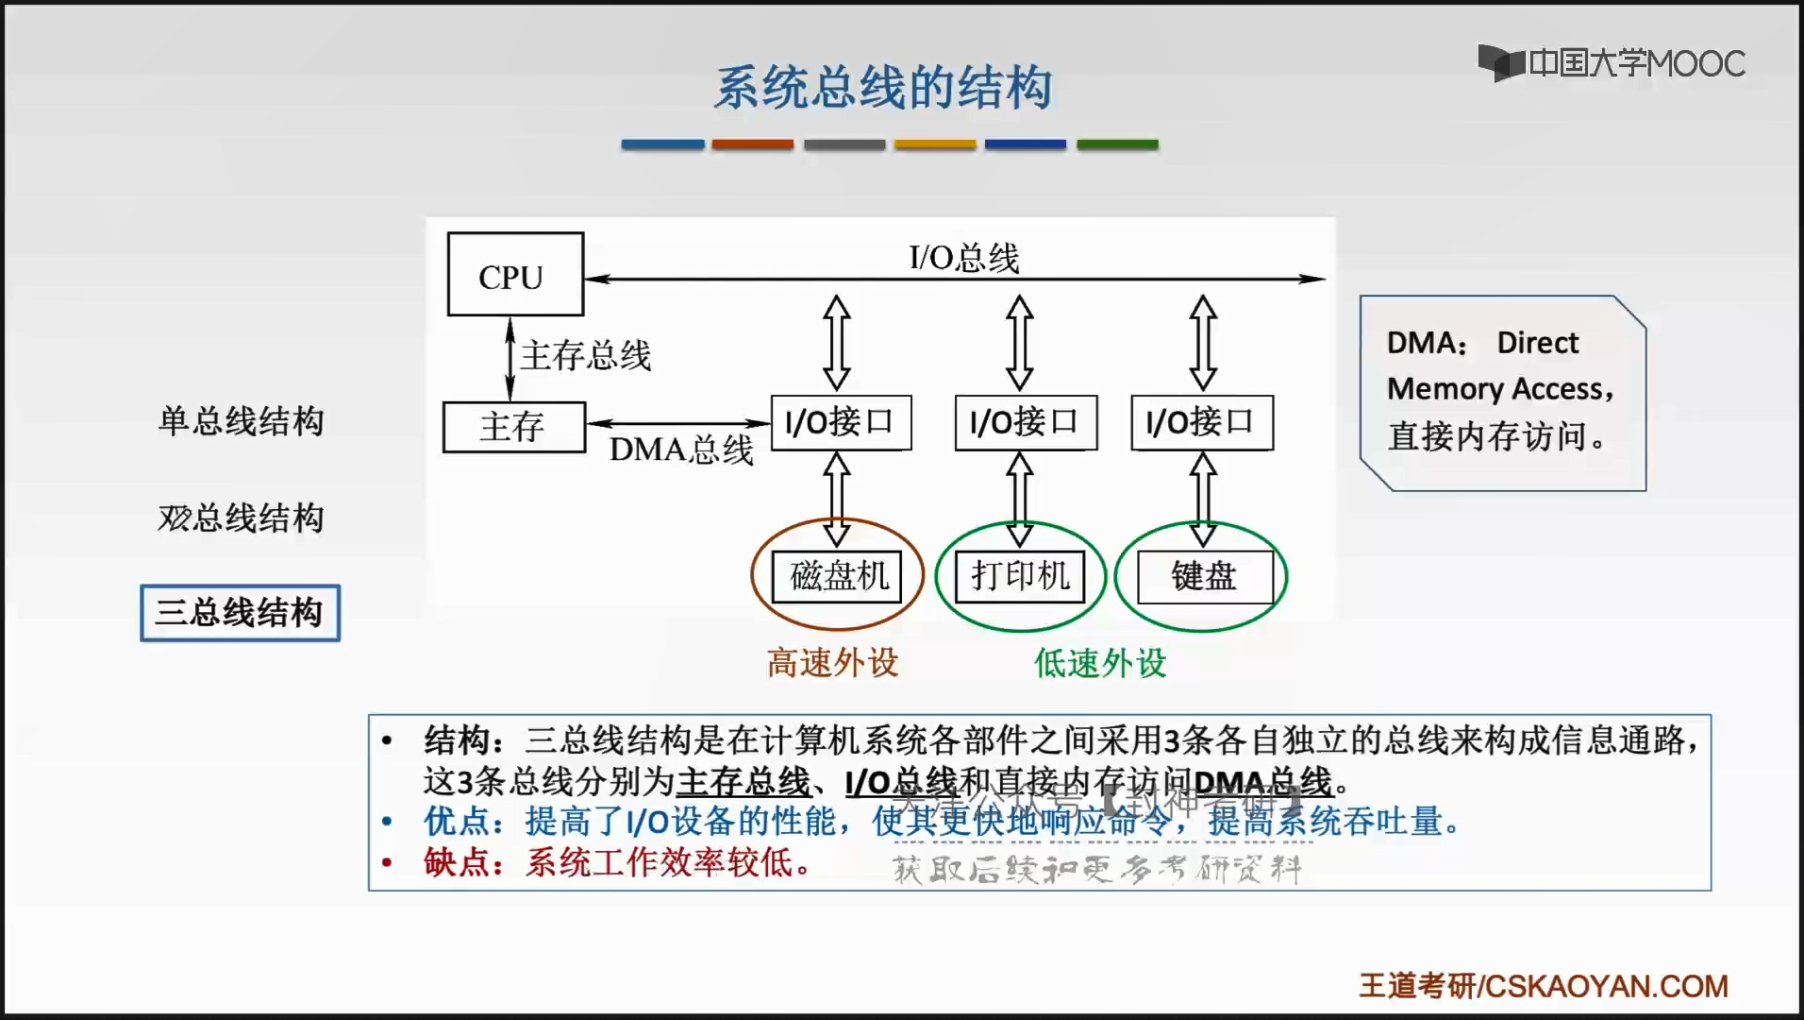 中国大学MOOC
系统总线的结构
CPU
I/O总线
主存总线
主存
DMA总线
I/O接口
I/O接口
I/O接口
磁盘机
打印机
键盘
高速外设
低速外设
单总线结构
双总线结构
三总线结构
DMA： Direct
Memory Access，
直接内存访问。
• 结构：三总线结构是在计算机系统各部件之间采用3条各自独立的总线来构成信息通路，
这3条总线分别为主存总线、I/O总线和直接内存访问DMA总线。
• 优点：提高了I/O设备的性能，使其更快地响应命令，提高系统吞吐量。
• 缺点：系统工作效率较低。
关注公众号【封神考研】
获取后续和更多考研资料
王道考研/CSKAOYAN.COM